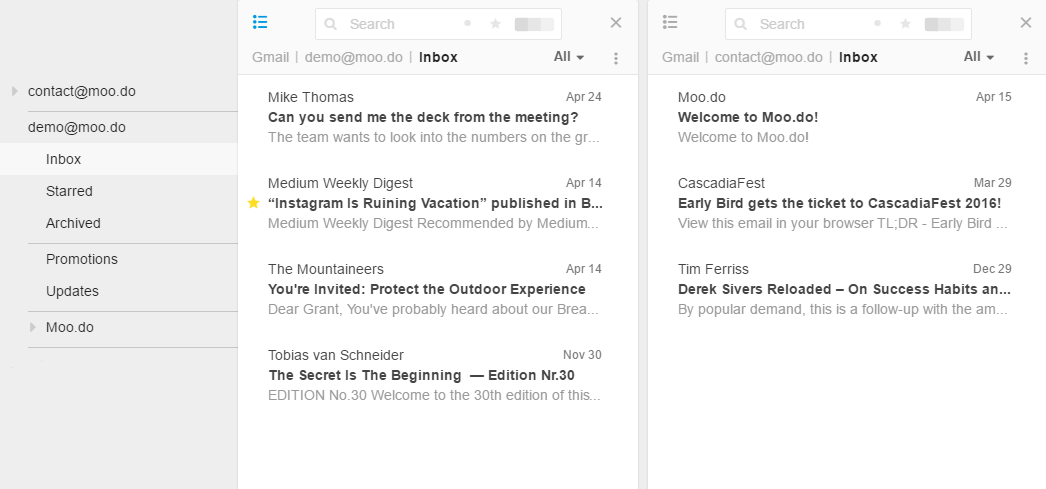 contact@moo.do
demo@moo.do
Inbox
Starred
Archived
Promotions
Updates
Moo.do
Search
Gmail | demo@moo.do | Inbox All
Mike Thomas Apr 24
Can you send me the deck from the meeting?
The team wants to look into the numbers on the gr...
Medium Weekly Digest Apr 14
“Instagram Is Ruining Vacation” published in B...
Medium Weekly Digest Recommended by Medium...
The Mountaineers Apr 14
You're Invited: Protect the Outdoor Experience
Dear Grant, You've probably heard about our Brea...
Tobias van Schneider Nov 30
The Secret Is The Beginning — Edition Nr.30
EDITION No.30 Welcome to the 30th edition of this...
Search
Gmail | contact@moo.do | Inbox All
Moo.do Apr 15
Welcome to Moo.do!
Welcome to Moo.do!
CascadiaFest Mar 29
Early Bird gets the ticket to CascadiaFest 2016!
View this email in your browser TL;DR - Early Bird ...
Tim Ferriss Dec 29
Derek Sivers Reloaded – On Success Habits an...
By popular demand, this is a follow-up with the am...